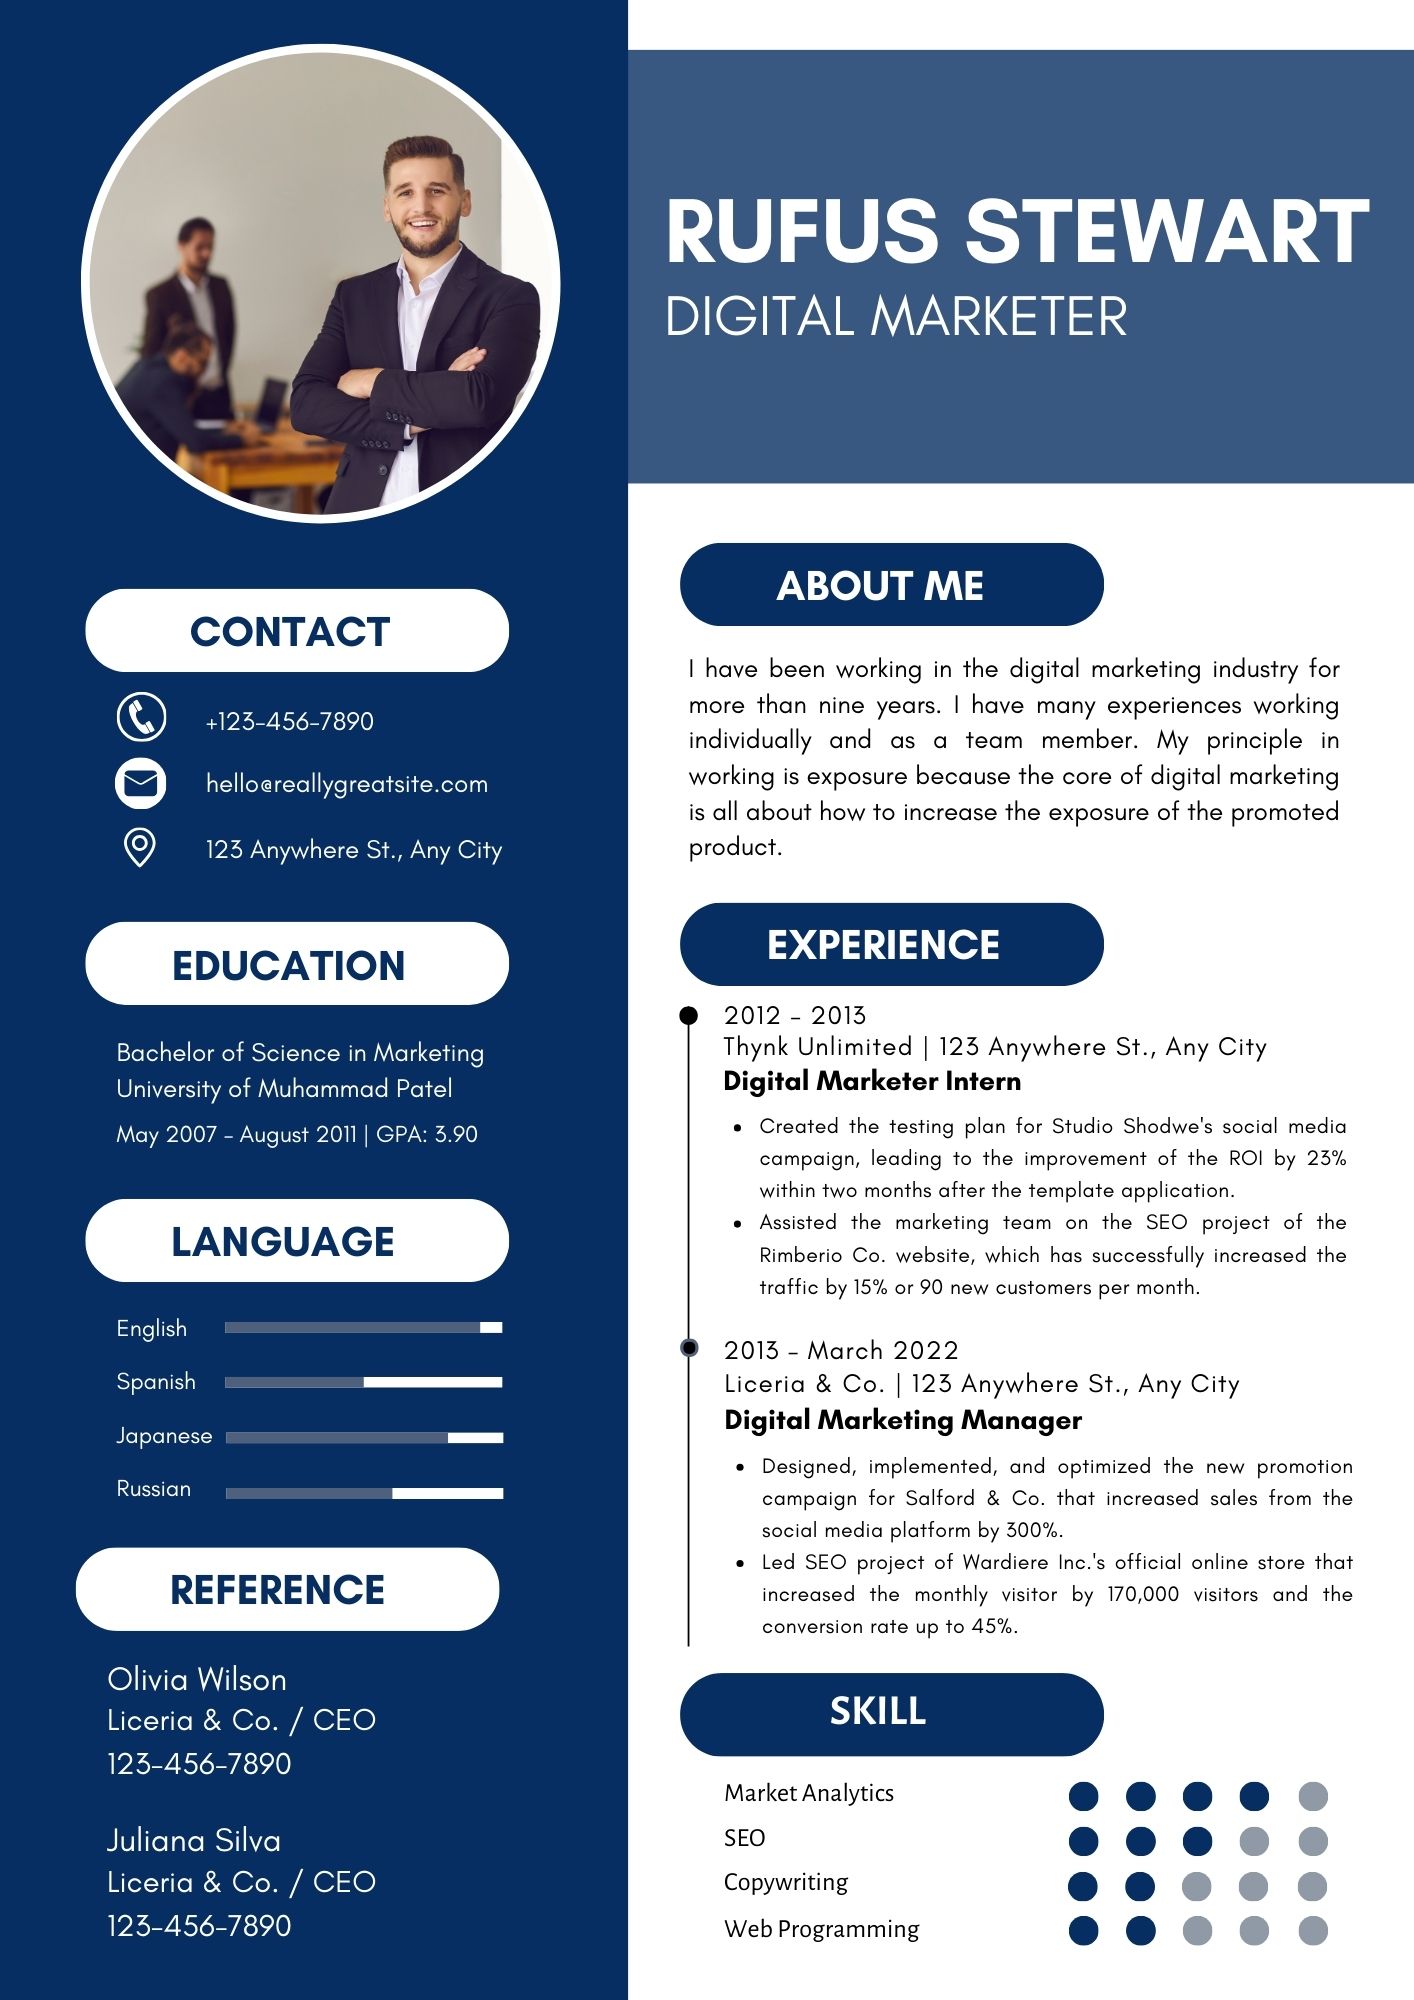 RUFUS STEWART
DIGITAL MARKETER
CONTACT
+123-456-7890
hello@reallygreatsite.com
123 Anywhere St., Any City
EDUCATION
Bachelor of Science in Marketing
University of Muhammad Patel
May 2007 - August 2011 | GPA: 3.90
LANGUAGE
English
Spanish
Japanese
Russian
REFERENCE
Olivia Wilson
Liceria & Co. / CEO
123-456-7890
Juliana Silva
Liceria & Co. / CEO
123-456-7890
ABOUT ME
I have been working in the digital marketing industry for
more than nine years. I have many experiences working
individually and as a team member. My principle in
working is exposure because the core of digital marketing
is all about how to increase the exposure of the promoted
product.
EXPERIENCE
2012 - 2013
Thynk Unlimited | 123 Anywhere St., Any City
Digital Marketer Intern
• Created the testing plan for Studio Shodwe's social media
campaign, leading to the improvement of the ROI by 23%
within two months after the template application.
• Assisted the marketing team on the SEO project of the
Rimberio Co. website, which has successfully increased the
traffic by 15% or 90 new customers per month.
2013 - March 2022
Liceria & Co. | 123 Anywhere St., Any City
Digital Marketing Manager
• Designed, implemented, and optimized the new promotion
campaign for Salford & Co. that increased sales from the
social media platform by 300%.
• Led SEO project of Wardiere Inc.'s official online store that
increased the monthly visitor by 170,000 visitors and the
conversion rate up to 45%.
SKILL
Market Analytics
SEO
Copywriting
Web Programming